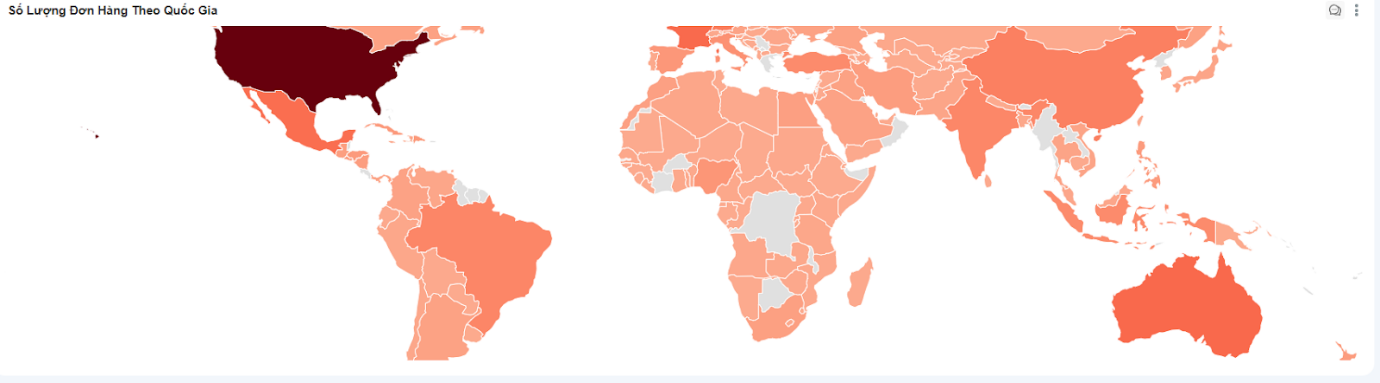 Số Lượng Đơn Hàng Theo Quốc Gia